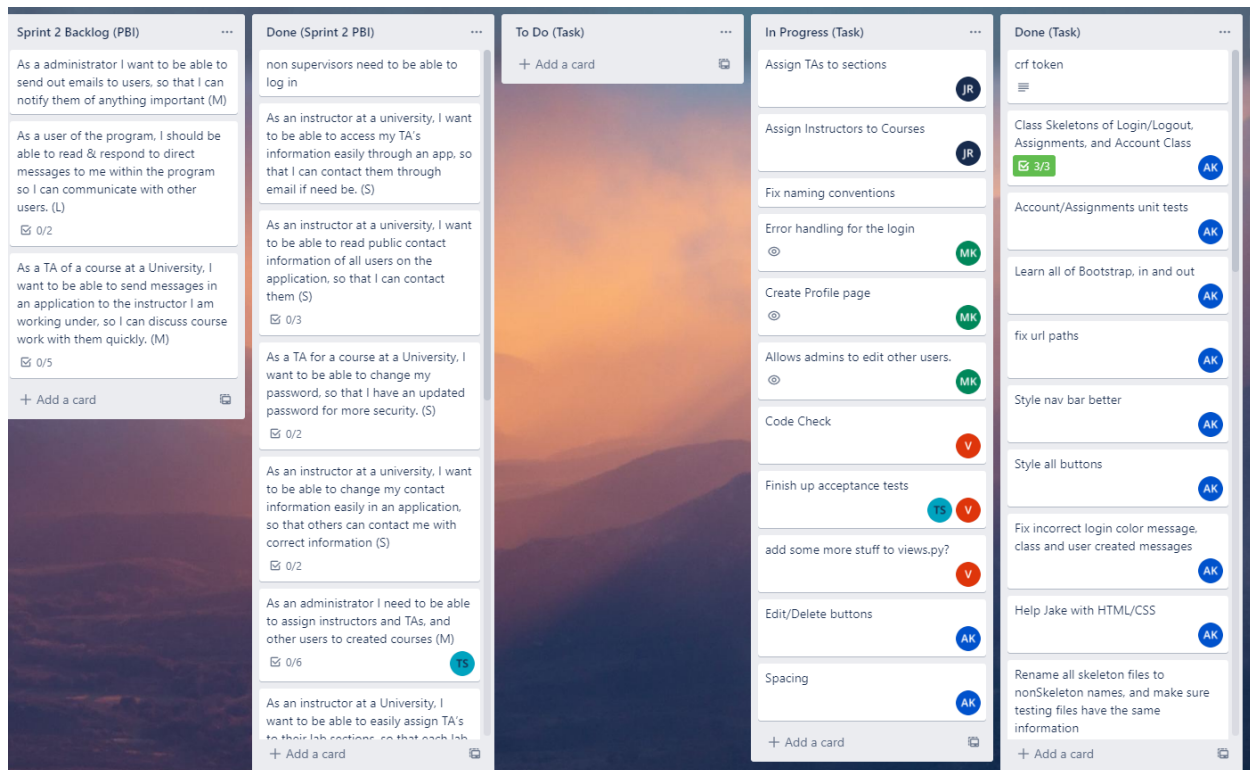 Sprint 2 Backlog (PBI)
As a administrator I want to be able to
send out emails to users, so that I can
notify them of anything important (M)
As a user of the program, I should be
able to read & respond to direct
messages to me within the program
so I can communicate with other
users. (L)
0/2
As a TA of a course at a University, I
want to be able to send messages in
an application to the instructor I am
working under, so I can discuss course
work with them quickly. (M)
0/5
+ Add a card
Done (Sprint 2 PBI)
non supervisors need to be able to
log in
As an instructor at a university, I want
to be able to access my TA's
information easily through an app, so
that I can contact them through
email if need be. (S)
As an instructor at a university, I want
to be able to read public contact
information of all users on the
application, so that I can contact
them (S)
0/3
As a TA for a course at a University, I
want to be able to change my
password, so that I have an updated
password for more security. (S)
0/2
As an instructor at a university, I want
to be able to change my contact
information easily in an application,
so that others can contact me with
correct information (S)
0/2
As an administrator I need to be able
to assign instructors and TAs, and
other users to created courses (M)
0/6
TS
As an instructor at a University, I
want to be able to easily assign TA's
to their lab sections, so that each lab
+ Add a card
To Do (Task)
+ Add a card
In Progress (Task)
Assign TAs to sections
JR
Assign Instructors to Courses
JR
Fix naming conventions
Error handling for the login
MK
Create Profile page
MK
Allows admins to edit other users.
MK
Code Check
V
Finish up acceptance tests
TS V
add some more stuff to views.py?
V
Edit/Delete buttons
AK
Spacing
AK
+ Add a card
Done (Task)
crf token
Class Skeletons of Login/Logout,
Assignments, and Account Class
3/3
AK
Account/Assignments unit tests
AK
Learn all of Bootstrap, in and out
AK
fix url paths
AK
Style nav bar better
AK
Style all buttons
AK
Fix incorrect login color message,
class and user created messages
AK
Help Jake with HTML/CSS
AK
Rename all skeleton files to
nonSkeleton names, and make sure
testing files have the same
information
+ Add a card